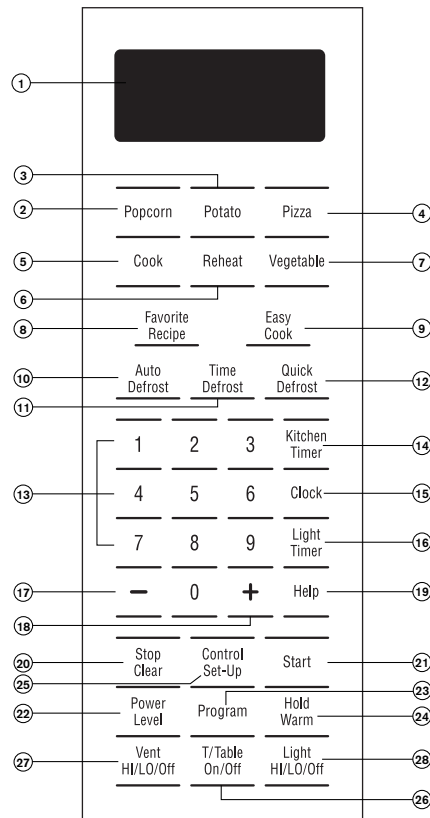 1
3
2 Popcorn Potato Pizza 4
5 Cook Reheat Vegetable 7
6
8 Favorite Recipe Easy Cook 9
10 Auto Defrost Time Defrost Quick Defrost 12
11
1 2 3 Kitchen Timer 14
13 4 5 6 Clock 15
7 8 9 Light Timer 16
17 − 0 + Help 19
18
20 Stop Clear Control Set-Up Start 21
25
23
22 Power Level Program Hold Warm 24
27 Vent HI/LO/Off T/Table On/Off Light HI/LO/Off 28
26